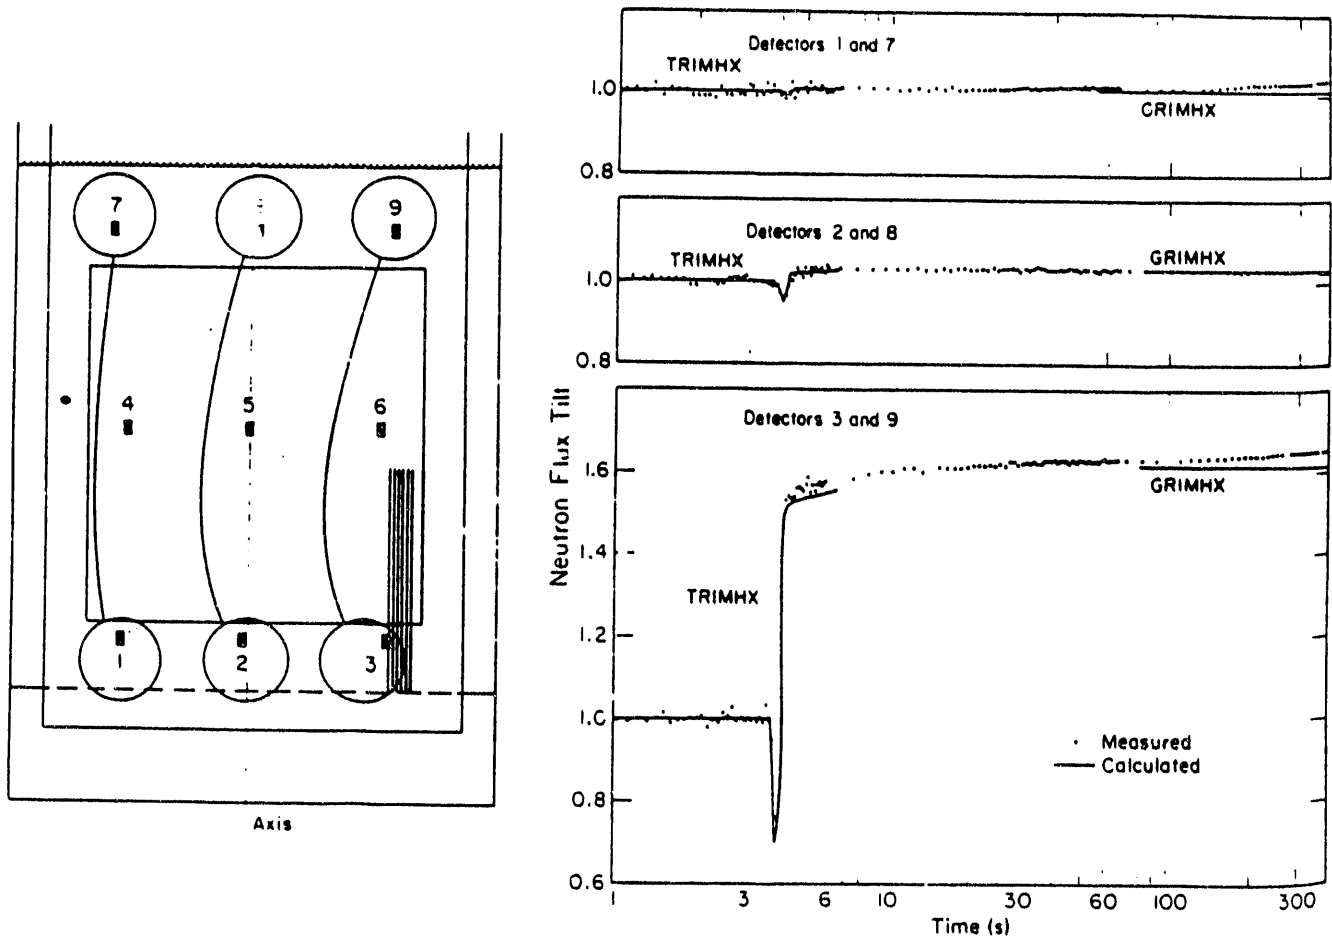 7
1
9
4
5
6
1
2
3
Axis
Detectors 1 and 7
TRIMHX
1.0
GRIMHX
0.8
Detectors 2 and 8
TRIMHX
GRIMHX
1.0
0.8
Neutron Flux Tilt
Detectors 3 and 9
1.6
GRIMHX
1.4
TRIMHX
1.2
1.0
Measured
Calculated
0.8
0.6
1 3 6 10 30 60 100 300
Time (s)